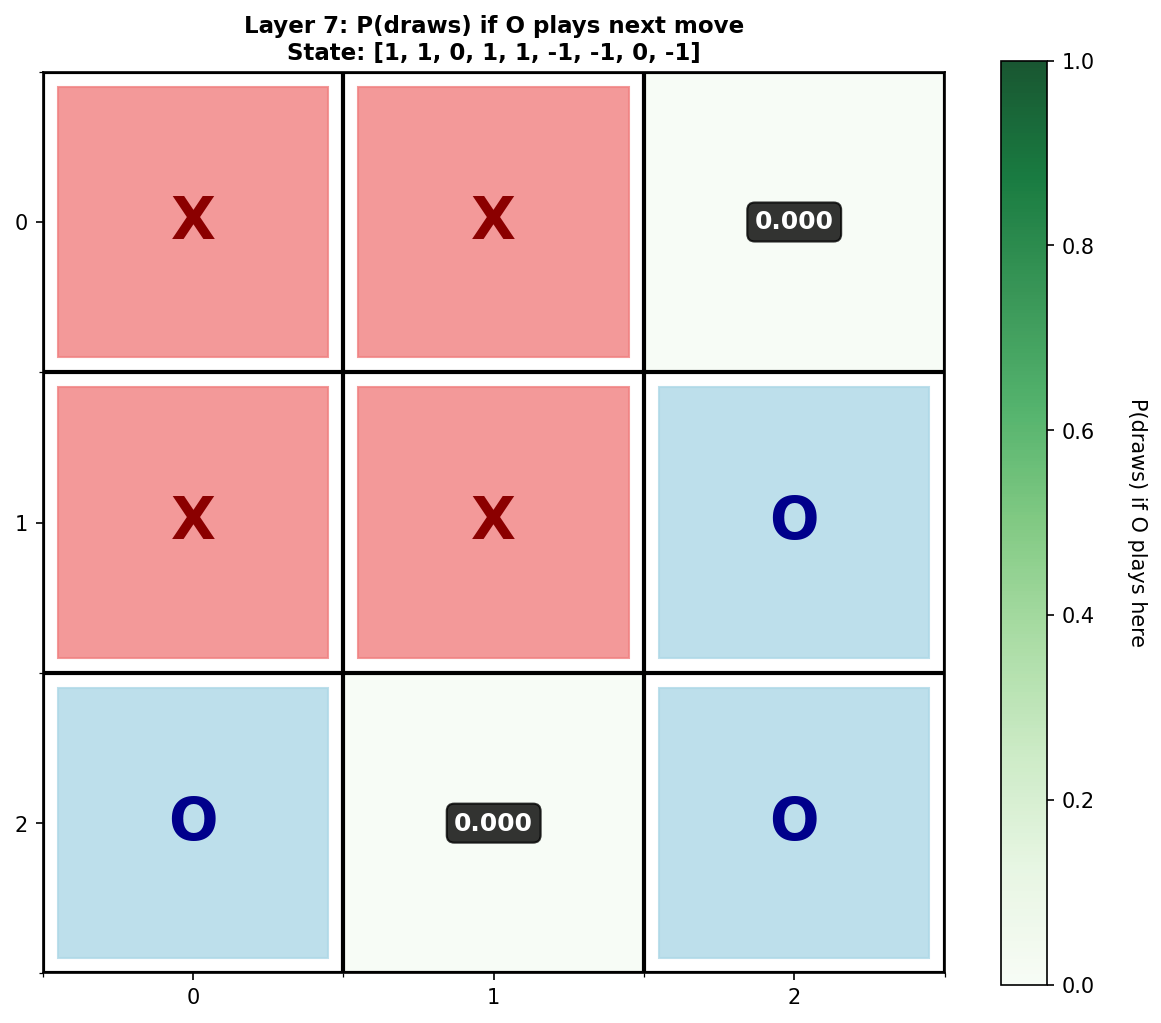 Layer 7: P(draws) if O plays next move
State: [1, 1, 0, 1, 1, -1, -1, 0, -1]
X
X
0.000
X
X
O
O
0.000
O
0
1
2
0
1
2
1.0
0.8
0.6
0.4
0.2
0.0
P(draws) if O plays here